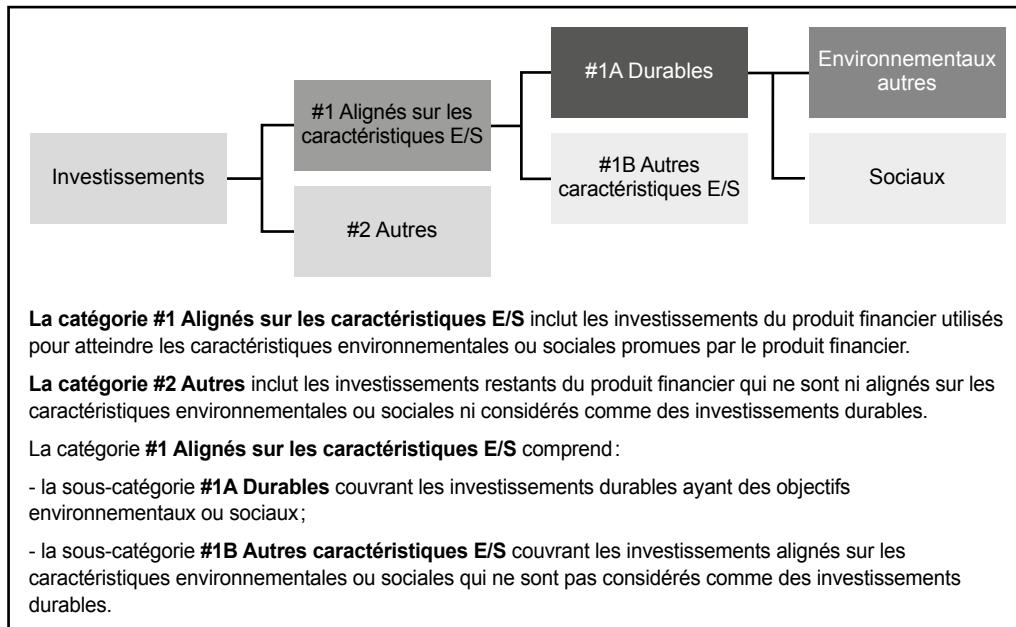 #1A Durables
Environnementaux
autres
#1 Alignés sur les
caractéristiques E/S
Investissements
#1B Autres
caractéristiques E/S
Sociaux
#2 Autres
La catégorie #1 Alignés sur les caractéristiques E/S inclut les investissements du produit financier utilisés
pour atteindre les caractéristiques environnementales ou sociales promues par le produit financier.
La catégorie #2 Autres inclut les investissements restants du produit financier qui ne sont ni alignés sur les
caractéristiques environnementales ou sociales ni considérés comme des investissements durables.
La catégorie #1 Alignés sur les caractéristiques E/S comprend :
- la sous-catégorie #1A Durables couvrant les investissements durables ayant des objectifs
environnementaux ou sociaux ;
- la sous-catégorie #1B Autres caractéristiques E/S couvrant les investissements alignés sur les
caractéristiques environnementales ou sociales qui ne sont pas considérés comme des investissements
durables.